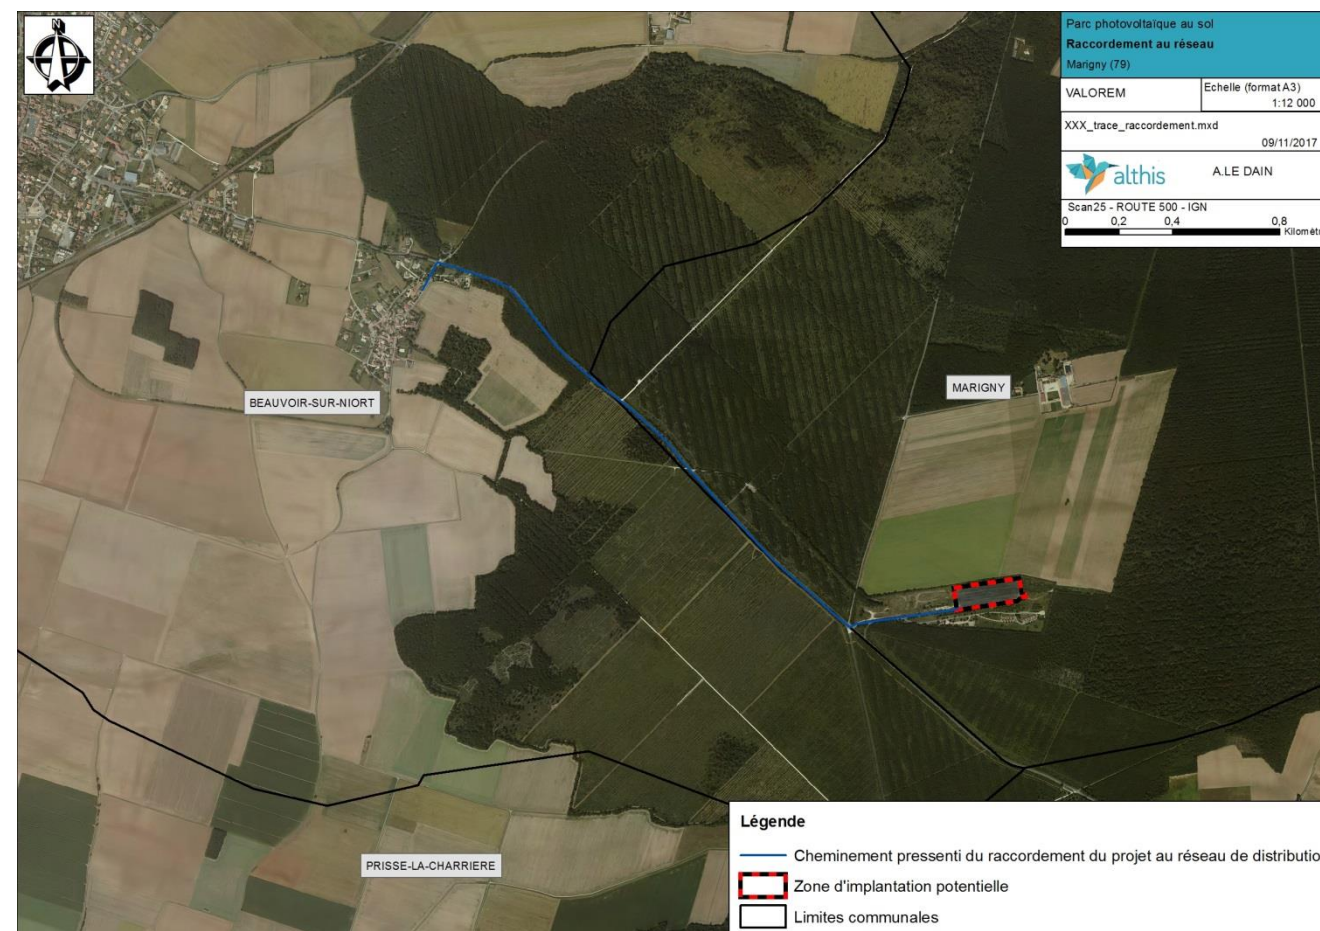 N
Parc photovoltaïque au sol
Raccordement au réseau
Marigny (79)
VALOREM
Echelle (format A3)
1:12 000
XXX_trace_raccordement.mxd
09/11/2017
althis
A.LE DAIN
Scan25 - ROUTE 500 - IGN
0 0,2 0,4 0,8
Kilomèt
BEAUVOIR-SUR-NIORT
MARIGNY
PRISSE-LA-CHARRIERE
Légende
Cheminement pressenti du raccordement du projet au réseau de distributio
Zone d'implantation potentielle
Limites communales